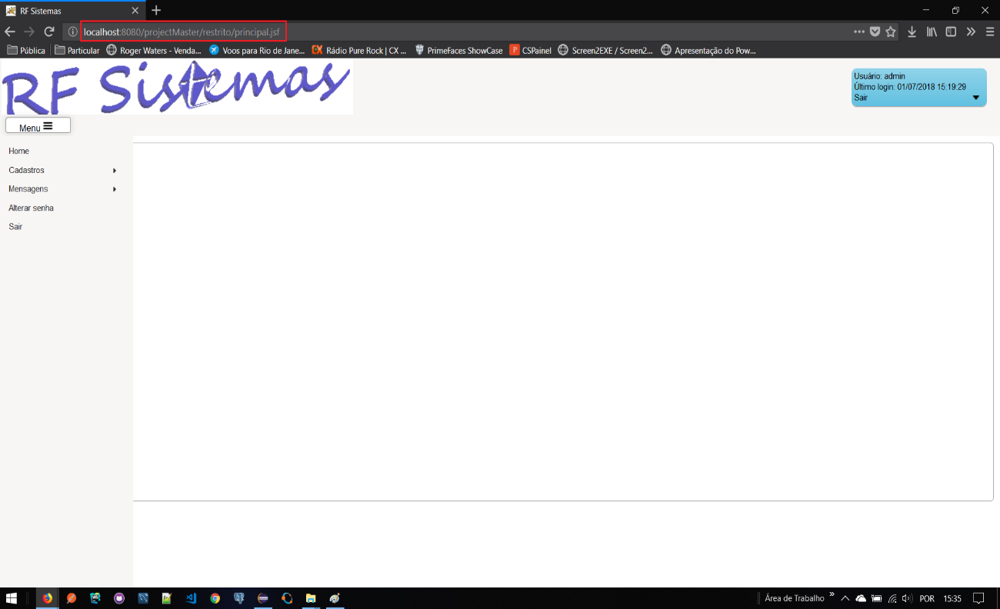 RF Sistemas
localhost:8080/projectMaster/restrito/principal.jsf
Pública Particular Roger Waters - Venda... Voos para Rio de Jane... Rádio Pure Rock | CX ... PrimeFaces ShowCase CSPainel Screen2EXE / Screen2... Apresentação do Pow...
RF Sistemas
Usuário: admin
Último login: 01/07/2018 15:19:29
Sair
Menu
Home
Cadastros
Mensagens
Alterar senha
Sair
Área de Trabalho POR 15:35